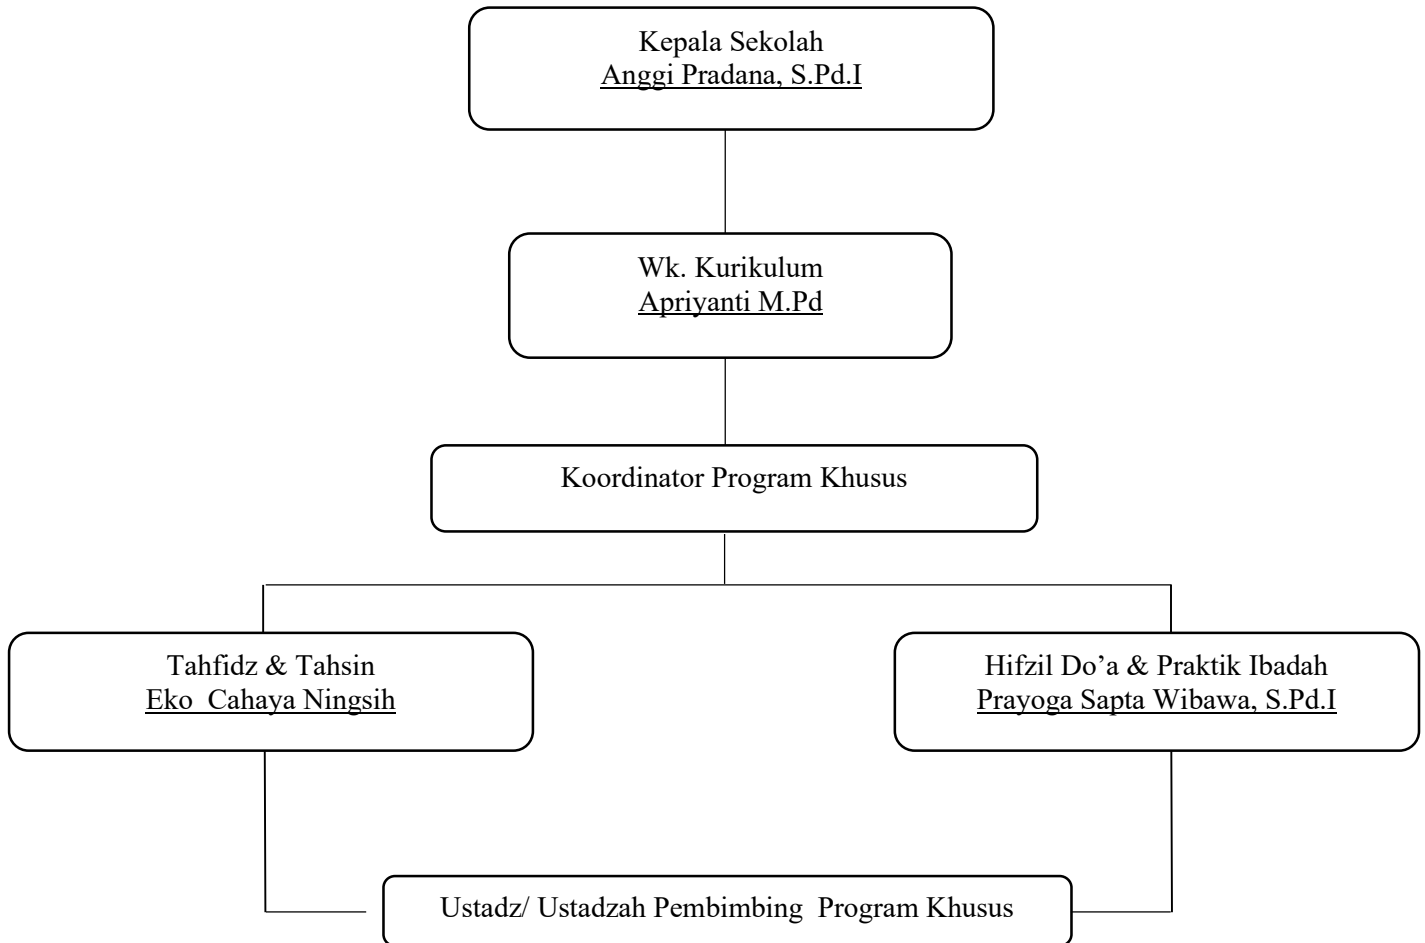 Kepala Sekolah
Anggi Pradana, S.Pd.I
Wk. Kurikulum
Apriyanti M.Pd
Koordinator Program Khusus
Tahfidz & Tahsin
Eko  Cahaya Ningsih
Hifzil Do’a & Praktik Ibadah
Prayoga Sapta Wibawa, S.Pd.I
Ustadz/ Ustadzah Pembimbing  Program Khusus